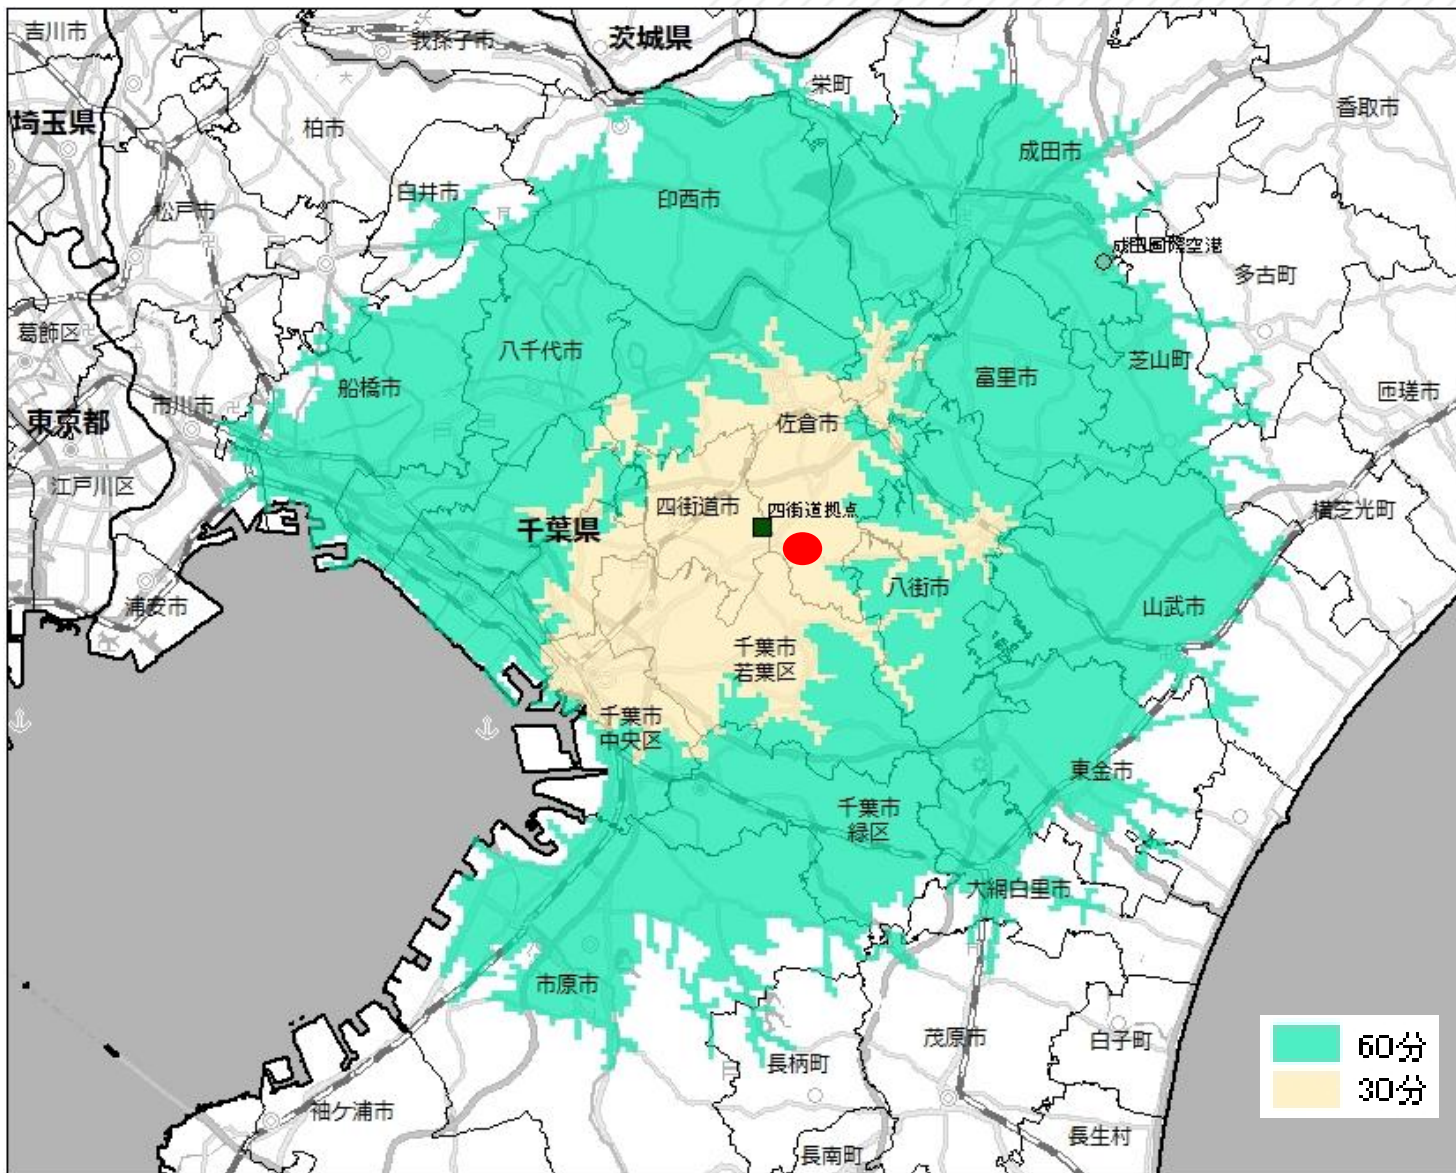 吉川市
我孫子市
茨城県
栄町
香取市
埼玉県
柏市
成田市
白井市
印西市
松戸市
成田国際空港
多古町
葛飾区
八千代市
芝山町
船橋市
富里市
匝瑳市
市川市
東京都
佐倉市
江戸川区
四街道市
四街道拠点
横芝光町
千葉県
八街市
浦安市
山武市
千葉市
若葉区
千葉市
中央区
東金市
千葉市
緑区
大網白里市
市原市
茂原市
白子町
長柄町
袖ケ浦市
長生村
長南町
60分
30分